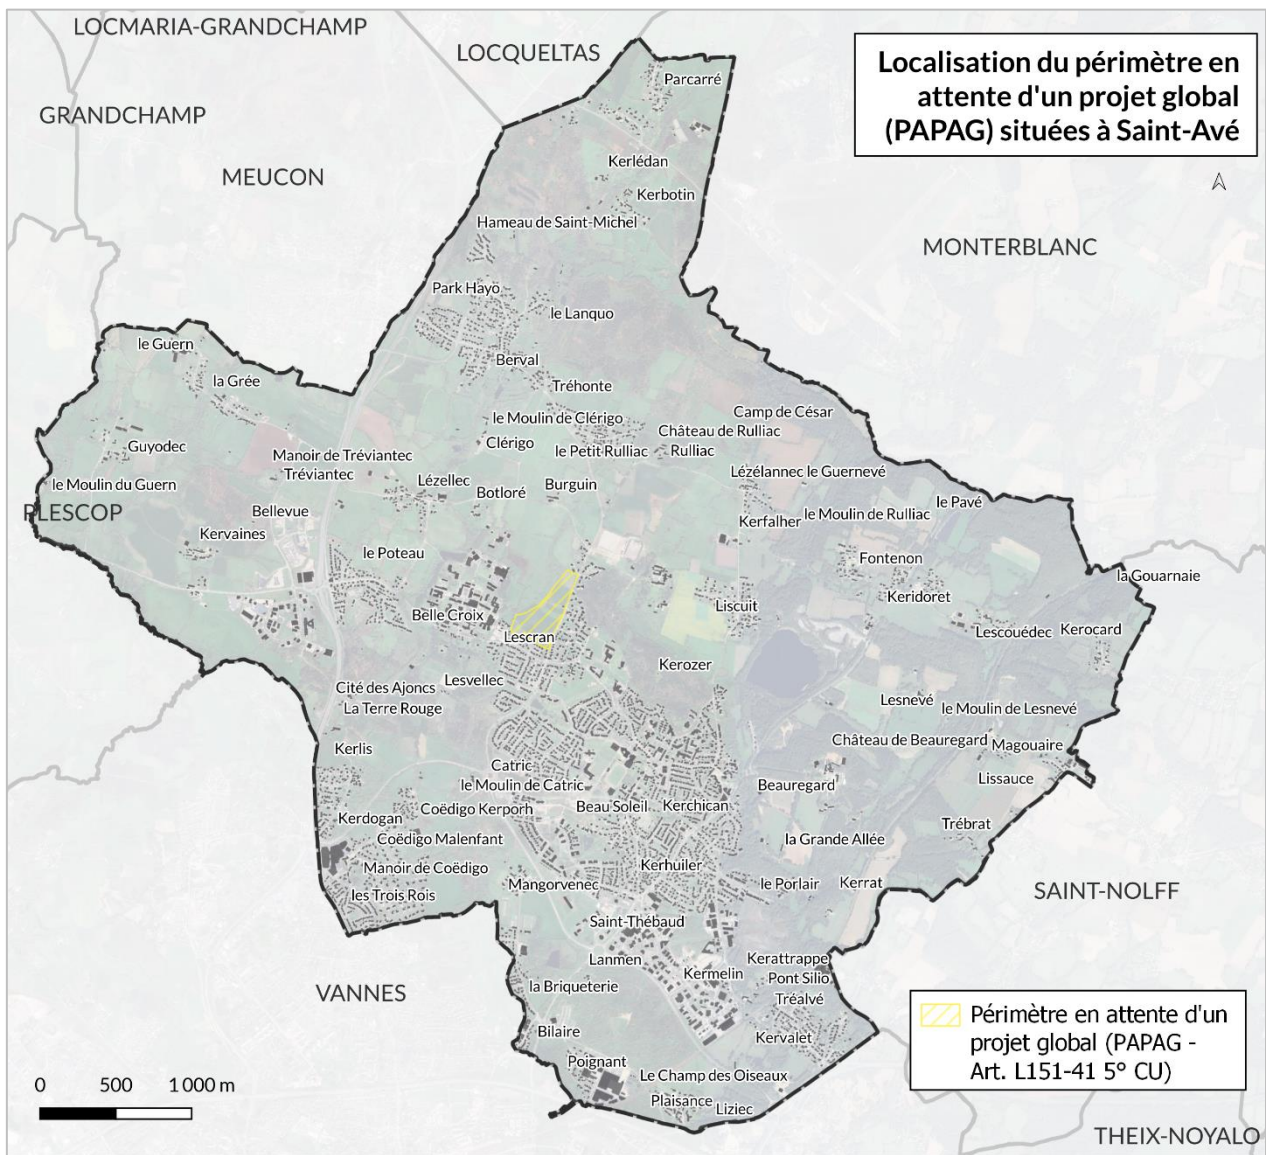 LOCMARIA-GRANDCHAMP
LOCQUELTAS
Localisation du périmètre en
attente d'un projet global
(PAPAG) situées à Saint-Avé
Parcarré
GRANDCHAMP
MEUCON
Kerlédan
Kerbotin
Hameau de Saint-Michel
MONTERBLANC
Park Hayo
le Lanquo
le Guern
Berval
la Grée
Tréhonte
Camp de César
le Moulin de Clérigo
Château de Rulliac
Clérigo
Guyodec
le Petit Rulliac
Rulliac
Manoir de Tréviantec
Tréviantec
Lézellec
Lézélannec
le Guernevé
le Moulin du Guern
Botloré
Burguin
le Pavé
PLESCOP
Bellevue
Kerfalher
le Moulin de Rulliac
Kervaines
le Poteau
Fontenon
la Gouarnaie
Keridoret
Liscuit
Belle Croix
Lescran
Lescouédec
Kerocard
Kerozer
Lesvellec
Cité des Ajoncs
La Terre Rouge
Lesnevé
le Moulin de Lesnevé
Kerlis
Château de Beauregard
Magouaire
Catric
le Moulin de Catric
Beauregard
Lissauce
Coëdigo Kerporh
Beau Soleil
Kerchican
Kerdogan
Trébrat
Coëdigo Malenfant
la Grande Allée
Manoir de Coëdigo
Kerhuiler
les Trois Rois
Mangorvenec
le Porlair
Kerrat
SAINT-NOLFF
Saint-Thébaud
Lanmen
Kerattrappe
Kermelin
Pont Silio
VANNES
la Briqueterie
Tréalvé
Bilaire
Kervalet
Poignant
Le Champ des Oiseaux
Plaisance
Liziec
Périmètre en attente d'un
projet global (PAPAG -
Art. L151-41 5° CU)
0 500 1 000 m
THEIX-NOYALO